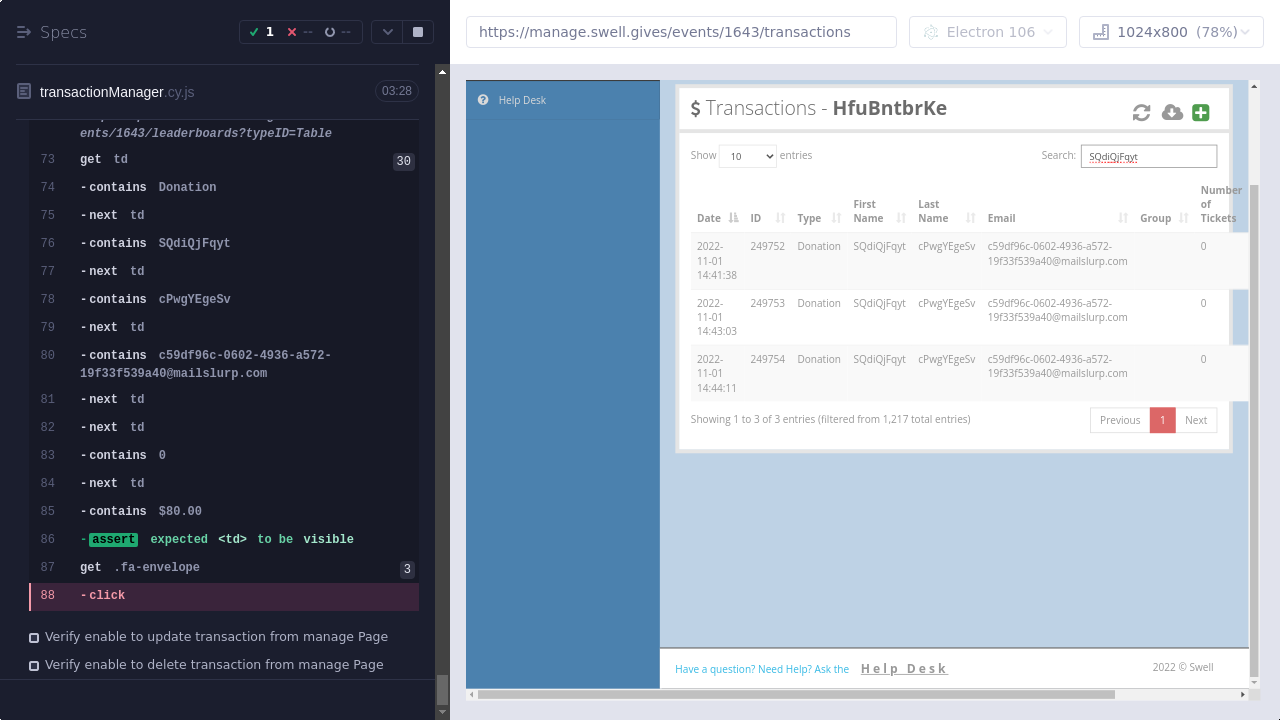 Specs
1
--
--
transactionManager.cy.js
03:28
ents/1643/leaderboards?typeID=Table
73 get td 30
74 -contains Donation
75 -next td
76 -contains SQdiQjFqyt
77 -next td
78 -contains cPwgYEgeSv
79 -next td
80 -contains c59df96c-0602-4936-a572-
19f33f539a40@mailslurp.com
81 -next td
82 -next td
83 -contains 0
84 -next td
85 -contains $80.00
86 -assert expected <td> to be visible
87 get .fa-envelope 3
88 -click
Verify enable to update transaction from manage Page
Verify enable to delete transaction from manage Page
https://manage.swell.gives/events/1643/transactions
Electron 106
1024x800 (78%)
Help Desk
$ Transactions - HfuBntbrKe
Show 10 entries
Search: SQdiQjFqyt
Date ID Type First Name Last Name Email Group Number of Tickets
2022-11-01 14:41:38 249752 Donation SQdiQjFqyt cPwgYEgeSv c59df96c-0602-4936-a572-19f33f539a40@mailslurp.com 0
2022-11-01 14:43:03 249753 Donation SQdiQjFqyt cPwgYEgeSv c59df96c-0602-4936-a572-19f33f539a40@mailslurp.com 0
2022-11-01 14:44:11 249754 Donation SQdiQjFqyt cPwgYEgeSv c59df96c-0602-4936-a572-19f33f539a40@mailslurp.com 0
Showing 1 to 3 of 3 entries (filtered from 1,217 total entries)
Previous 1 Next
Have a question? Need Help? Ask the Help Desk
2022 © Swell